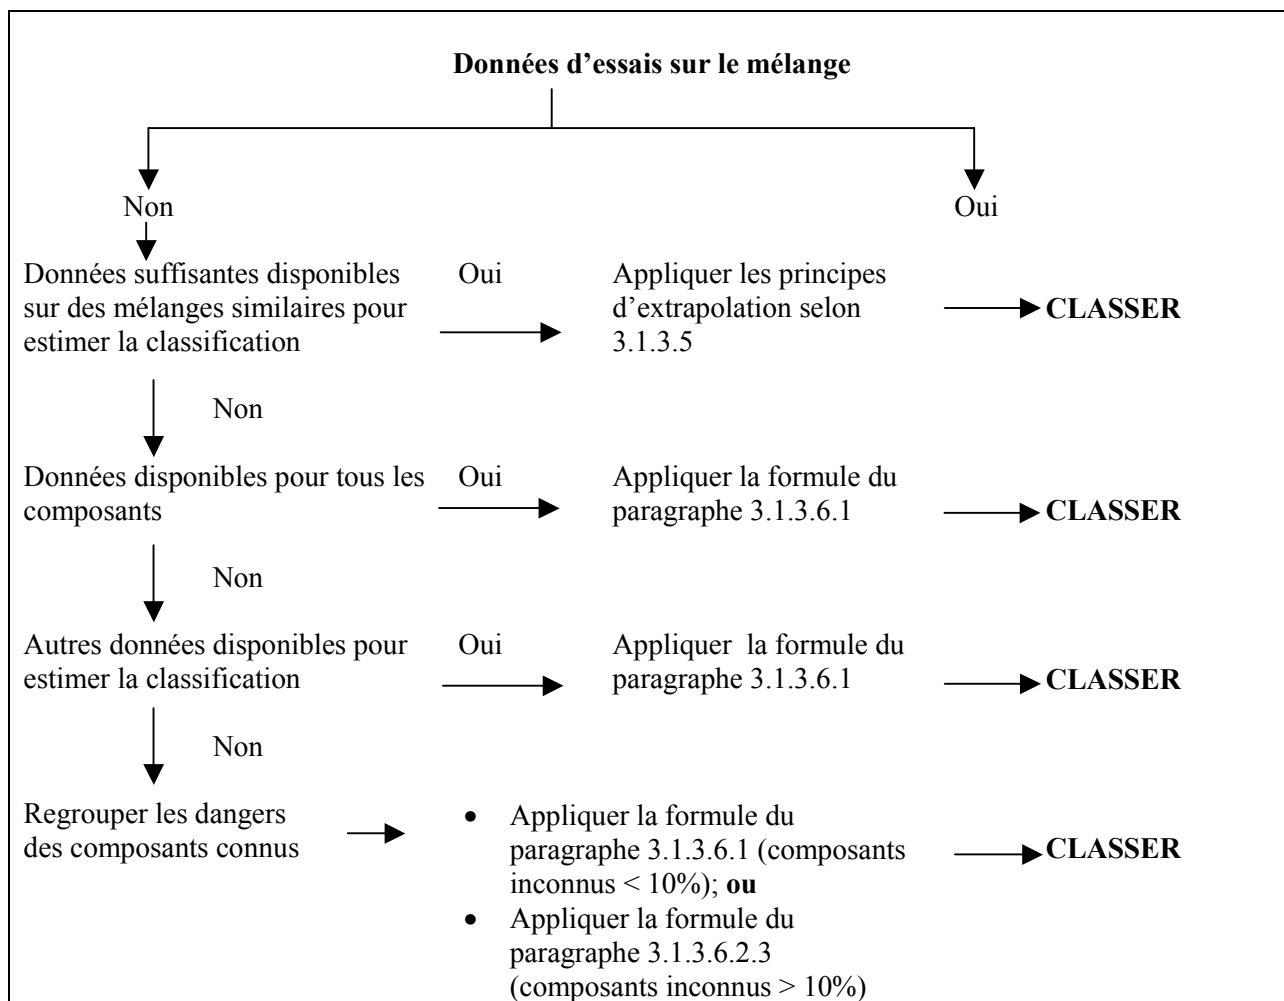 Données d'essais sur le mélange
Non
Oui
Données suffisantes disponibles
sur des mélanges similaires pour
estimer la classification
Oui
Appliquer les principes
d'extrapolation selon
3.1.3.5
CLASSER
Non
Données disponibles pour tous les
composants
Oui
Appliquer la formule du
paragraphe 3.1.3.6.1
CLASSER
Non
Autres données disponibles pour
estimer la classification
Oui
Appliquer la formule du
paragraphe 3.1.3.6.1
CLASSER
Non
Regrouper les dangers
des composants connus
• Appliquer la formule du
paragraphe 3.1.3.6.1 (composants
inconnus < 10%); ou
• Appliquer la formule du
paragraphe 3.1.3.6.2.3
(composants inconnus > 10%)
CLASSER